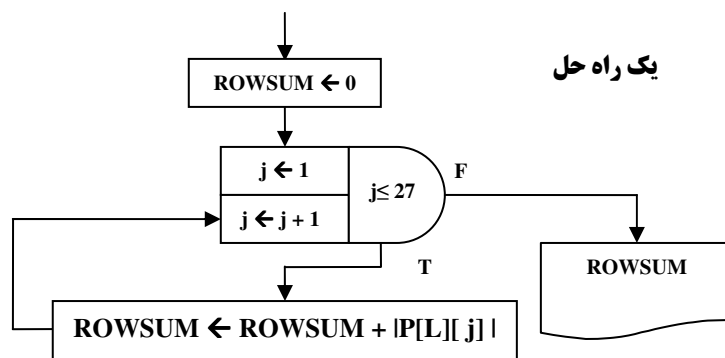 یک راه حل
ROWSUM ← 0
j ← 1
j ← j + 1
j≤ 27
F
T
ROWSUM
ROWSUM ← ROWSUM + |P[L][ j] |